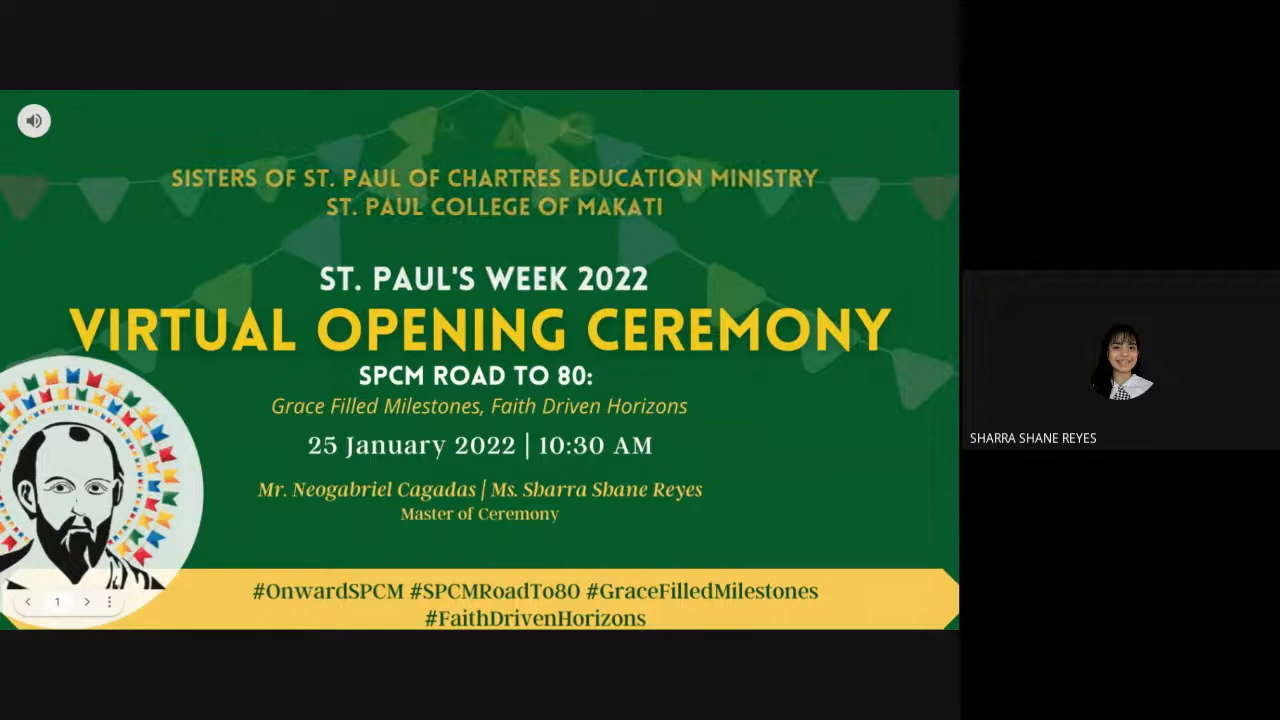 SISTERS OF ST. PAUL OF CHARTRES EDUCATION MINISTRY
ST. PAUL COLLEGE OF MAKATI
ST. PAUL'S WEEK 2022
VIRTUAL OPENING CEREMONY
SPCM ROAD TO 80:
Grace Filled Milestones, Faith Driven Horizons
25 January 2022 | 10:30 AM
Mr. Neogabriel Cagadas | Ms. Sharra Shane Reyes
Master of Ceremony
#OnwardSPCM #SPCMRoadTo80 #GraceFilledMilestones
#FaithDrivenHorizons
1
SHARRA SHANE REYES